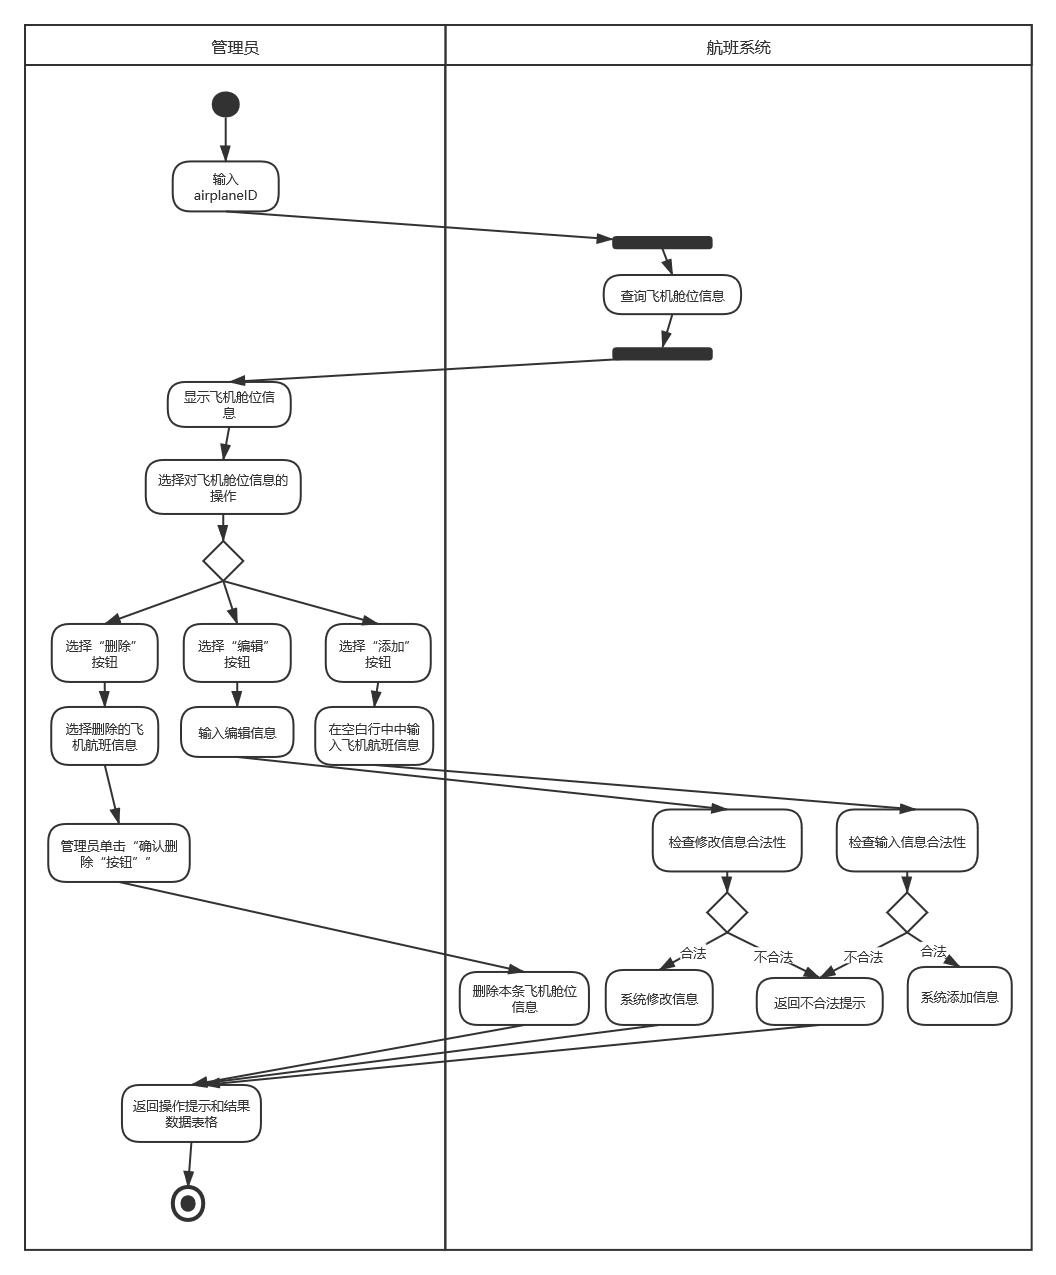 管理员
航班系统
输入
airplaneID
查询飞机舱位信息
显示飞机舱位信
息
选择对飞机舱位信息的
操作
选择“删除”
按钮
选择“编辑”
按钮
选择“添加”
按钮
选择删除的飞
机航班信息
输入编辑信息
在空白行中中输
入飞机航班信息
管理员单击“确认删
除“按钮””
检查修改信息合法性
检查输入信息合法性
合法
不合法
不合法
合法
删除本条飞机舱位
信息
系统修改信息
返回不合法提示
系统添加信息
返回操作提示和结果
数据表格